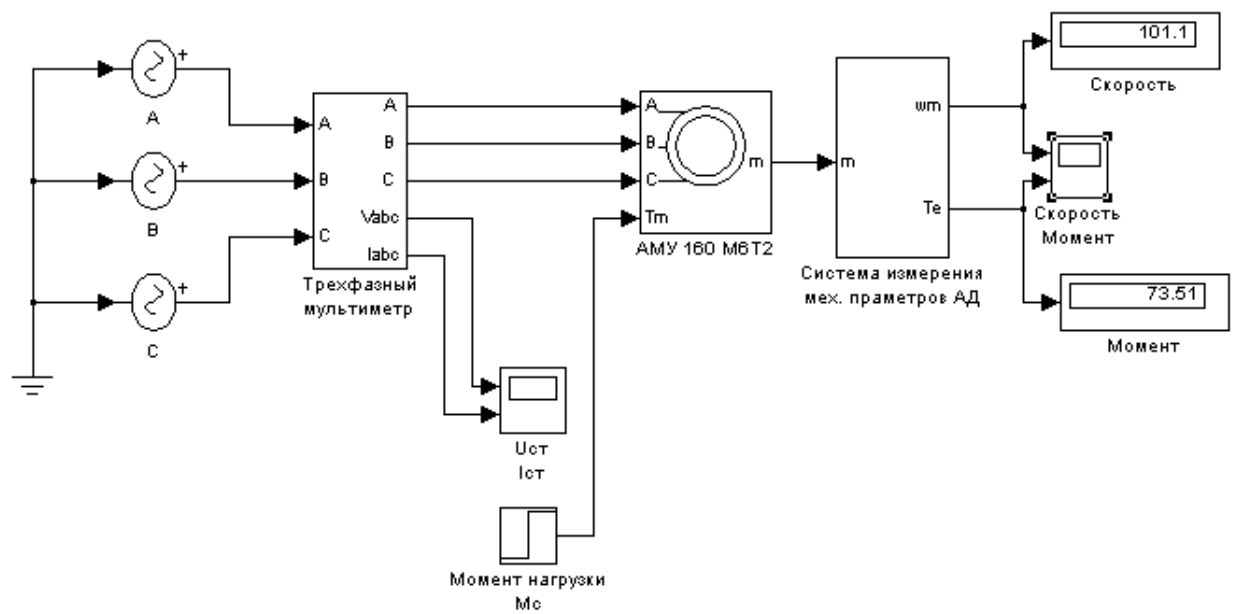 A
+
B
+
C
+
A
B
C
A
B
C
Vabc
Iabc
Трехфазный
мультиметр
A
B
C
Tm
m
АМУ 160 М6Т2
m
wm
Te
Система измерения
мех. праметров АД
101.1
Скорость
Скорость
Момент
73.51
Момент
Uст
Iст
Момент нагрузки
Мс